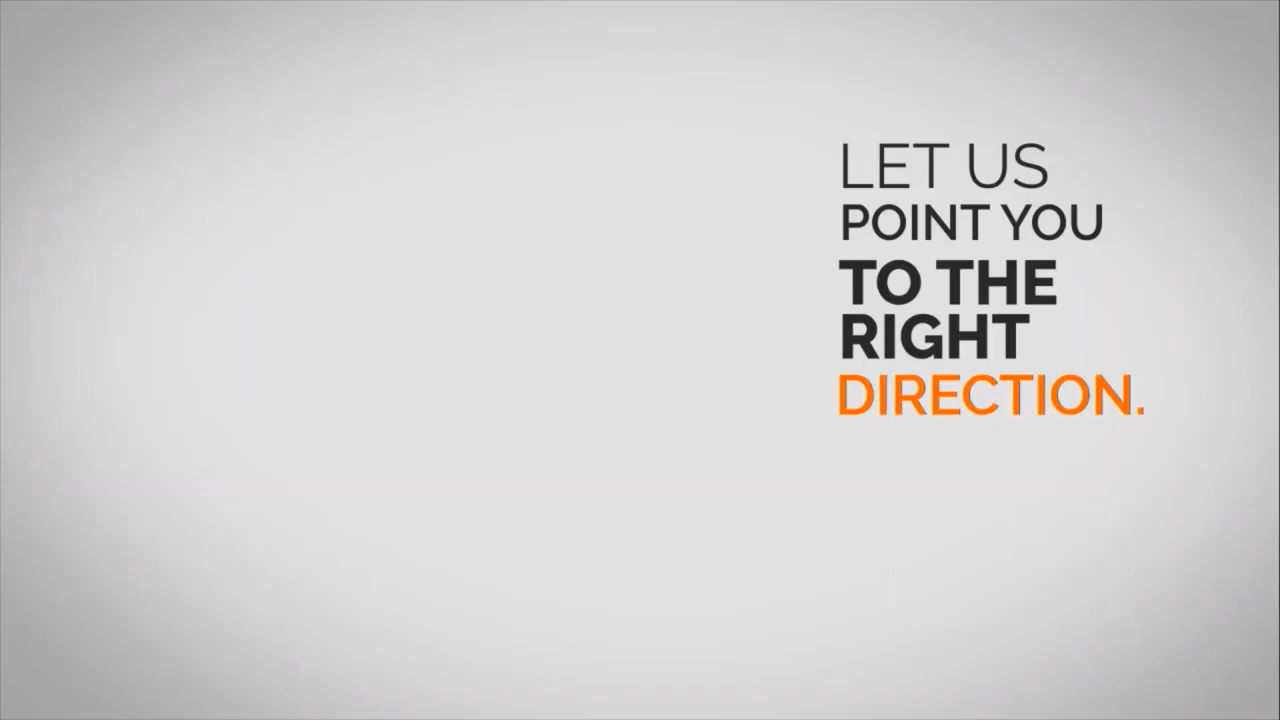 LET US
POINT YOU
TO THE
RIGHT
DIRECTION.